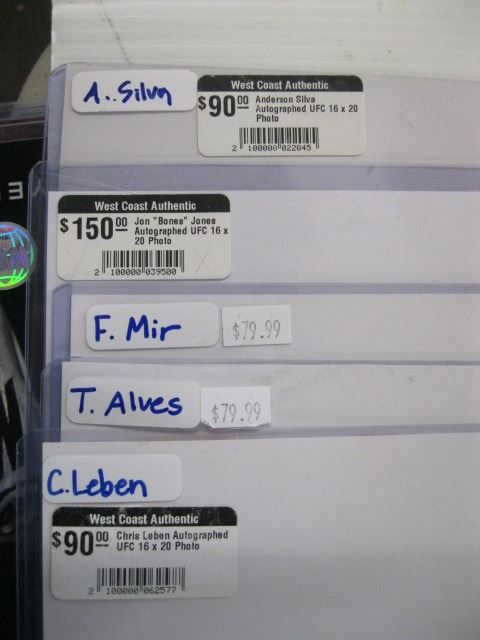 A. Silva
West Coast Authentic
$90.00 Anderson Silva
Autographed UFC 16 x 20
Photo
2 100000 022045
West Coast Authentic
$150.00 Jon "Bones" Jones
Autographed UFC 16 x
20 Photo
2 100000 039500
F. Mir
$79.99
T. Alves
$79.99
C. Leben
West Coast Authentic
$90.00 Chris Leben Autographed
UFC 16 x 20 Photo
2 100000 062577